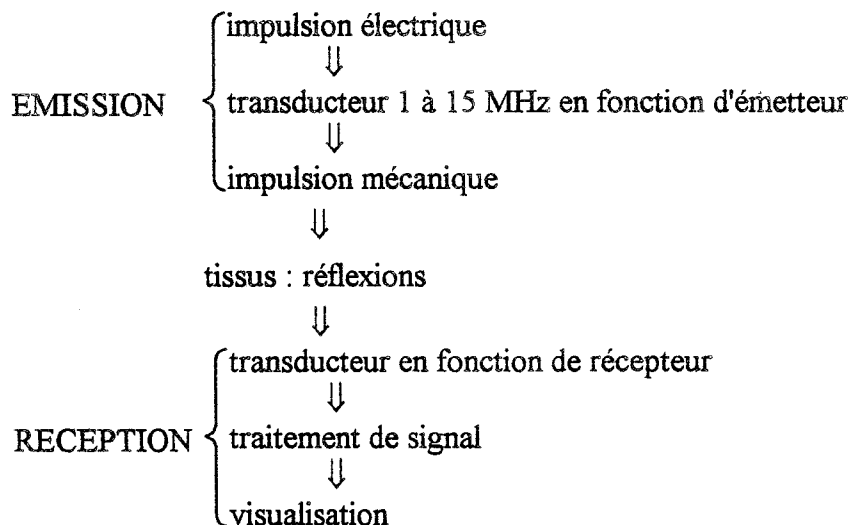 impulsion électrique
⇓
EMISSION transducteur 1 à 15 MHz en fonction d'émetteur
⇓
impulsion mécanique
⇓
tissus : réflexions
⇓
transducteur en fonction de récepteur
⇓
RECEPTION traitement de signal
⇓
visualisation